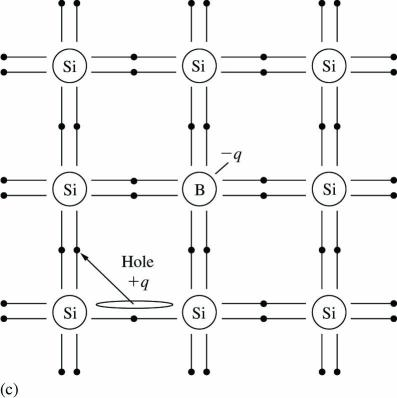 Si Si Si
−q
Si B Si
Hole
+q
Si Si Si
(c)